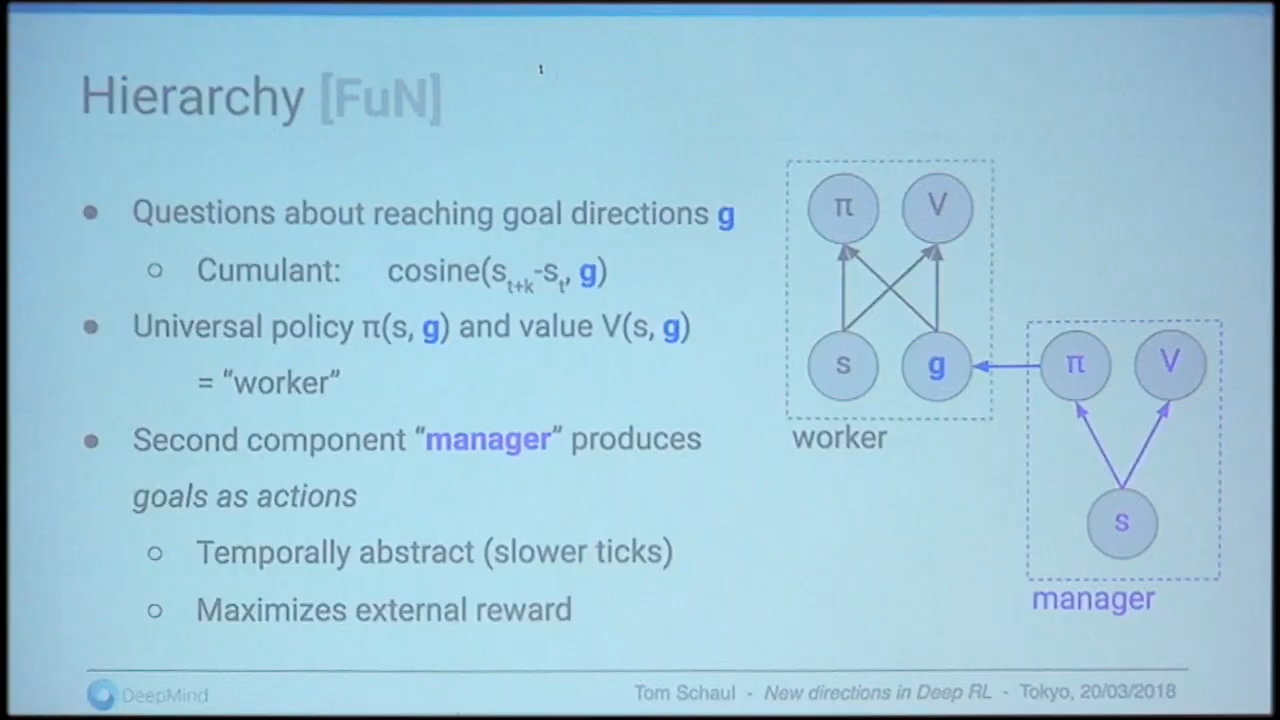 Hierarchy [FuN]
Questions about reaching goal directions g
Cumulant: cosine(s_{t+k}-s_t, g)
Universal policy π(s, g) and value V(s, g)
= “worker”
Second component “manager” produces
goals as actions
Temporally abstract (slower ticks)
Maximizes external reward
π V
s g
worker
π V
s
manager
DeepMind
Tom Schaul - New directions in Deep RL - Tokyo, 20/03/2018